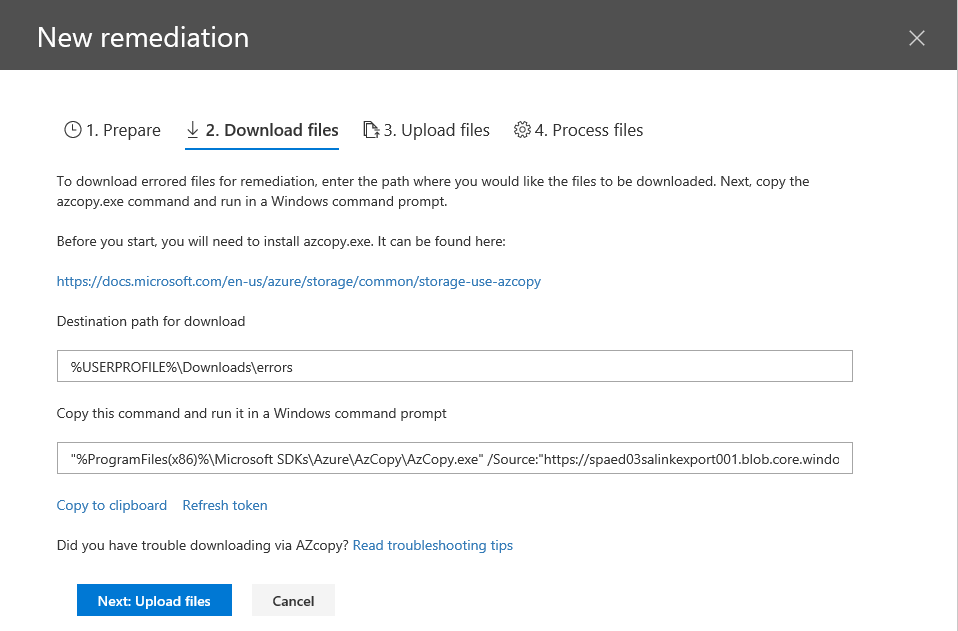 New remediation
1. Prepare
2. Download files
3. Upload files
4. Process files
To download errored files for remediation, enter the path where you would like the files to be downloaded. Next, copy the
azcopy.exe command and run in a Windows command prompt.
Before you start, you will need to install azcopy.exe. It can be found here:
https://docs.microsoft.com/en-us/azure/storage/common/storage-use-azcopy
Destination path for download
%USERPROFILE%\Downloads\errors
Copy this command and run it in a Windows command prompt
"%ProgramFiles(x86)%\Microsoft SDKs\Azure\AzCopy\AzCopy.exe" /Source:"https://spaed03salinkexport001.blob.core.windo
Copy to clipboard Refresh token
Did you have trouble downloading via AZcopy? Read troubleshooting tips
Next: Upload files Cancel